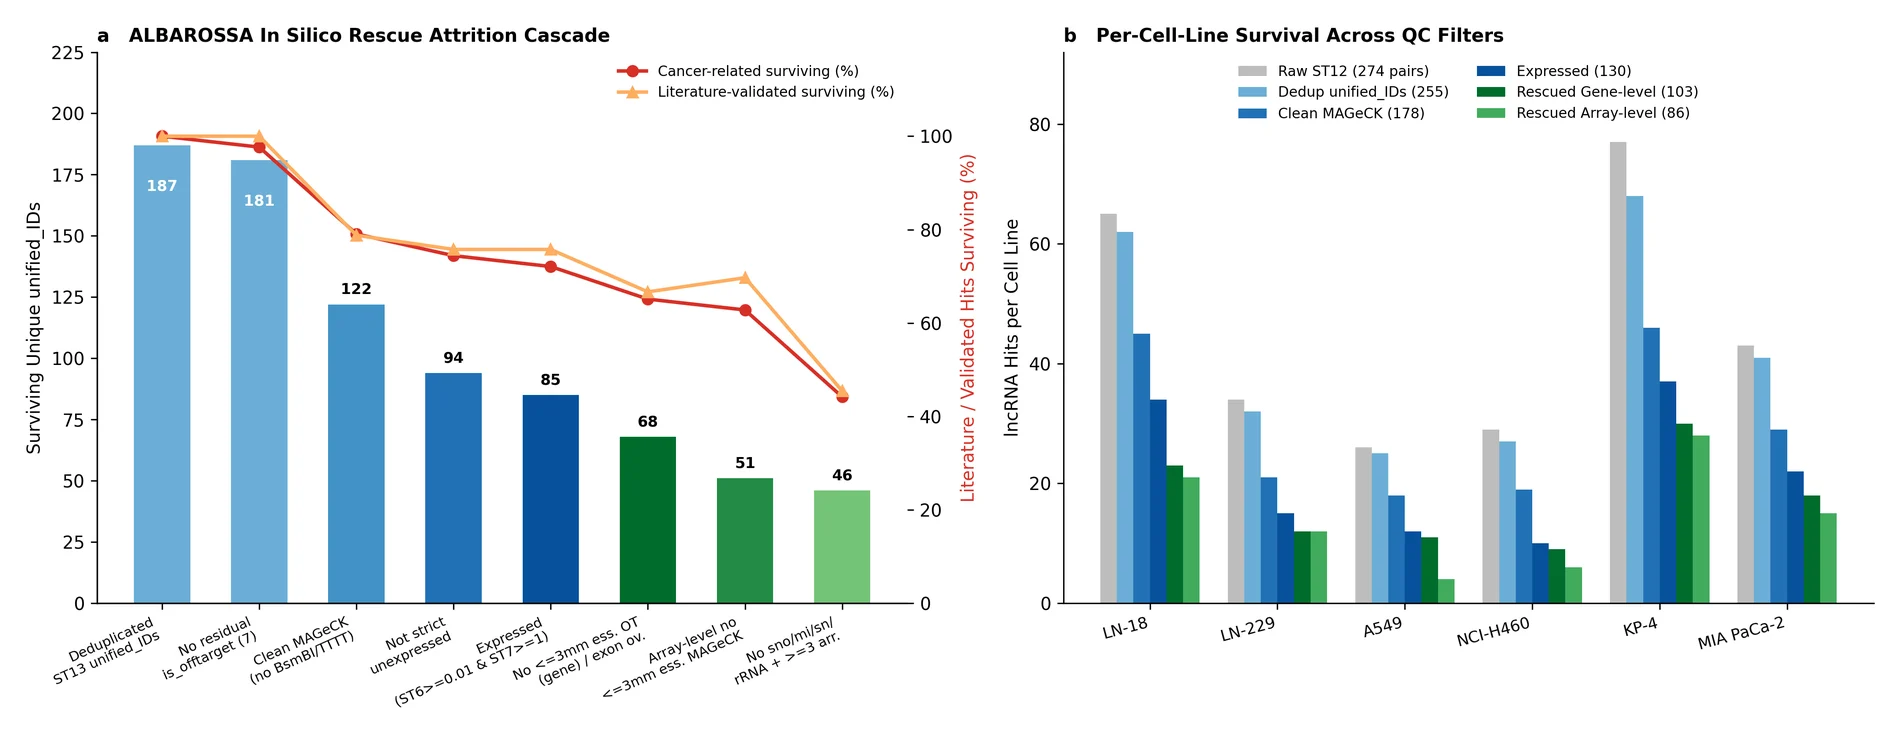 a ALBAROSSA In Silico Rescue Attrition Cascade
Surviving Unique unified_IDs
225
200
175
150
125
100
75
50
25
0
Cancer-related surviving (%)
Literature-validated surviving (%)
187
181
122
94
85
68
51
46
100
80
60
40
20
0
Literature / Validated Hits Surviving (%)
Deduplicated
ST13 unified_IDs
No residual
is_offtarget (7)
Clean MAGeCK
(no BsmBI/TTTT)
Not strict
unexpressed
Expressed
(ST6>=0.01 & ST7>=1)
No <=3mm ess. OT
(gene) / exon ov.
Array-level no
<=3mm ess. MAGeCK
No sno/mi/sn/
rRNA + >=3 arr.
b Per-Cell-Line Survival Across QC Filters
lncRNA Hits per Cell Line
80
60
40
20
0
Raw ST12 (274 pairs)
Dedup unified_IDs (255)
Clean MAGeCK (178)
Expressed (130)
Rescued Gene-level (103)
Rescued Array-level (86)
LN-18
LN-229
A549
NCI-H460
KP-4
MIA PaCa-2